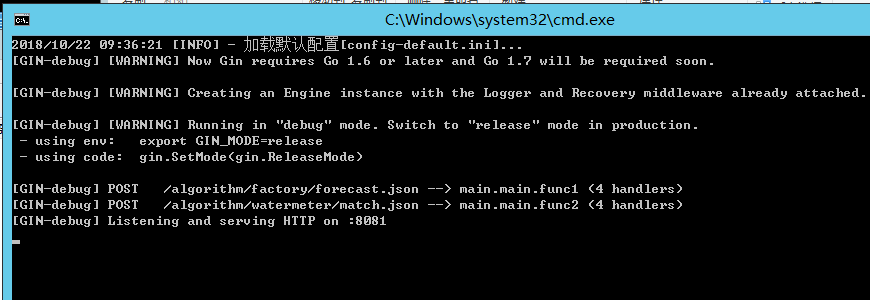 C:\Windows\system32\cmd.exe
2018/10/22 09:36:21 [INFO] - 加载默认配置[config-default.ini]...
[GIN-debug] [WARNING] Now Gin requires Go 1.6 or later and Go 1.7 will be required soon.
[GIN-debug] [WARNING] Creating an Engine instance with the Logger and Recovery middleware already attached.
[GIN-debug] [WARNING] Running in "debug" mode. Switch to "release" mode in production.
- using env:   export GIN_MODE=release
- using code:  gin.SetMode(gin.ReleaseMode)
[GIN-debug] POST   /algorithm/factory/forecast.json --> main.main.func1 (4 handlers)
[GIN-debug] POST   /algorithm/watermeter/match.json --> main.main.func2 (4 handlers)
[GIN-debug] Listening and serving HTTP on :8081